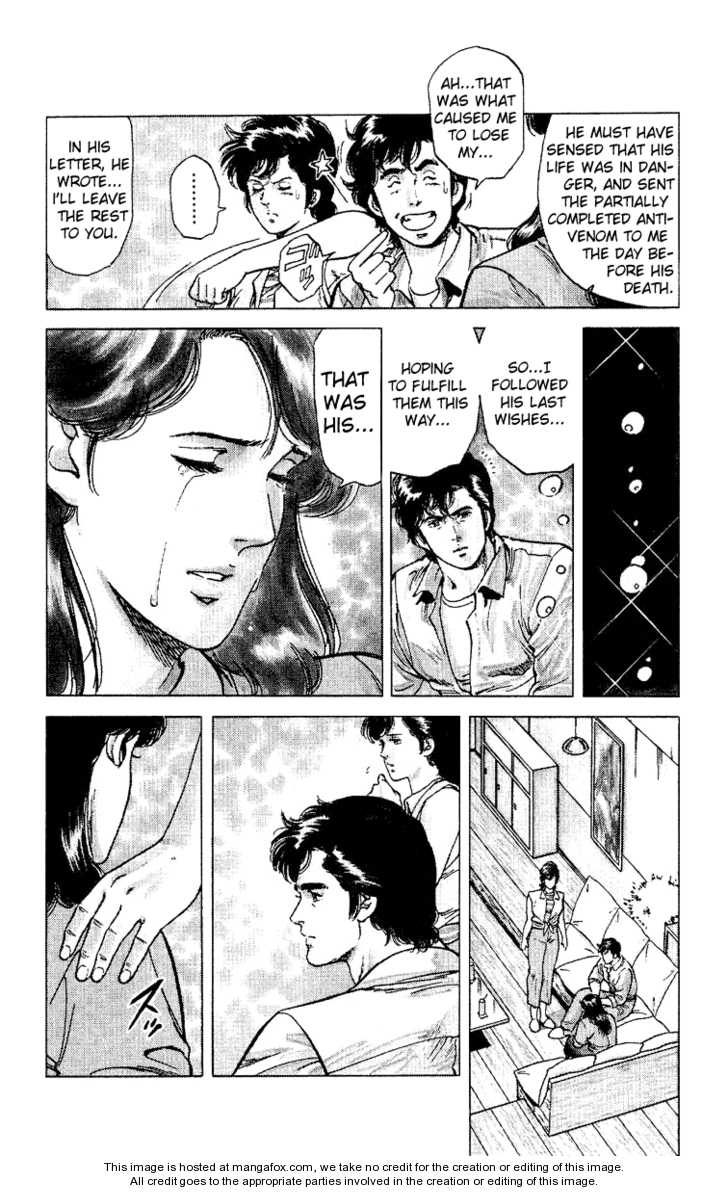 HE MUST HAVE
SENSED THAT HIS
LIFE WAS IN DAN-
GER, AND SENT
THE PARTIALLY
COMPLETED ANTI-
VENOM TO ME
THE DAY BE-
FORE HIS
DEATH.
AH...THAT
WAS WHAT
CAUSED ME
TO LOSE
MY...
.......
IN HIS
LETTER, HE
WROTE...
I'LL LEAVE
THE REST
TO YOU.
SO...I
FOLLOWED
HIS LAST
WISHES...
HOPING
TO FULFILL
THEM THIS
WAY...
THAT
WAS
HIS...
スッ
This image is hosted at mangafox.com, we take no credit for the creation or editing of this image.
All credit goes to the appropriate parties involved in the creation or editing of this image.